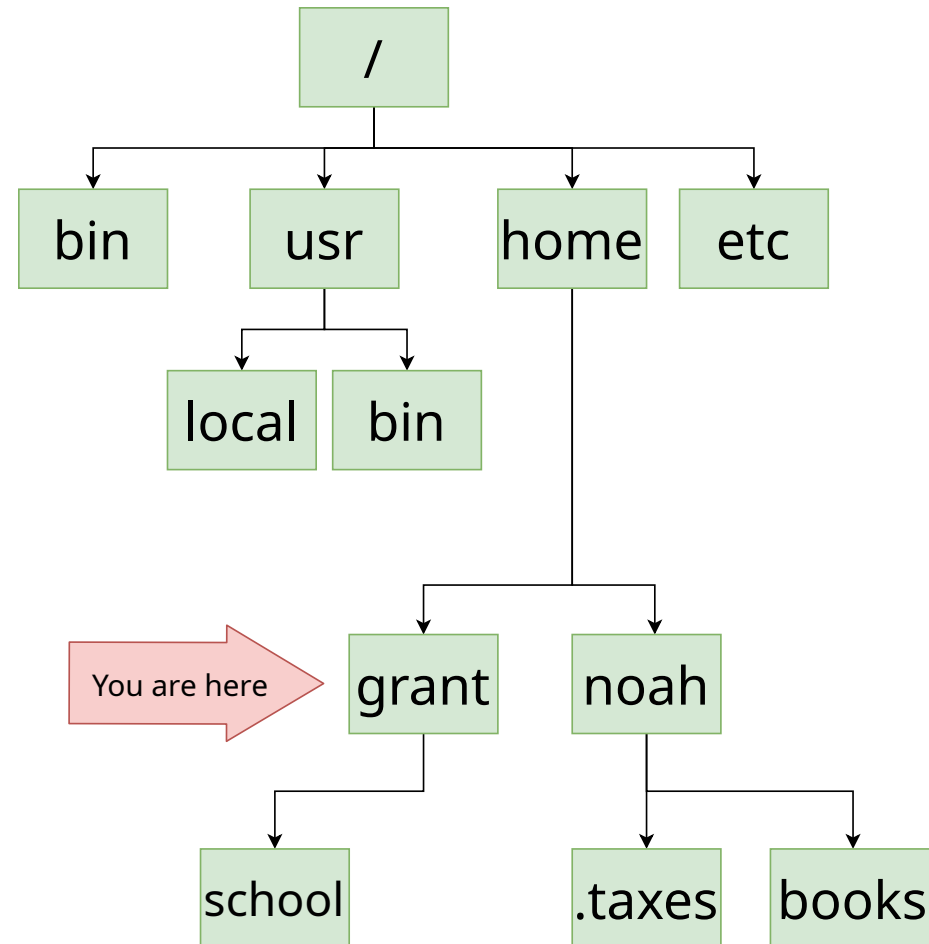 /
bin
usr
home
etc
local
bin
You are here
grant
noah
school
.taxes
books